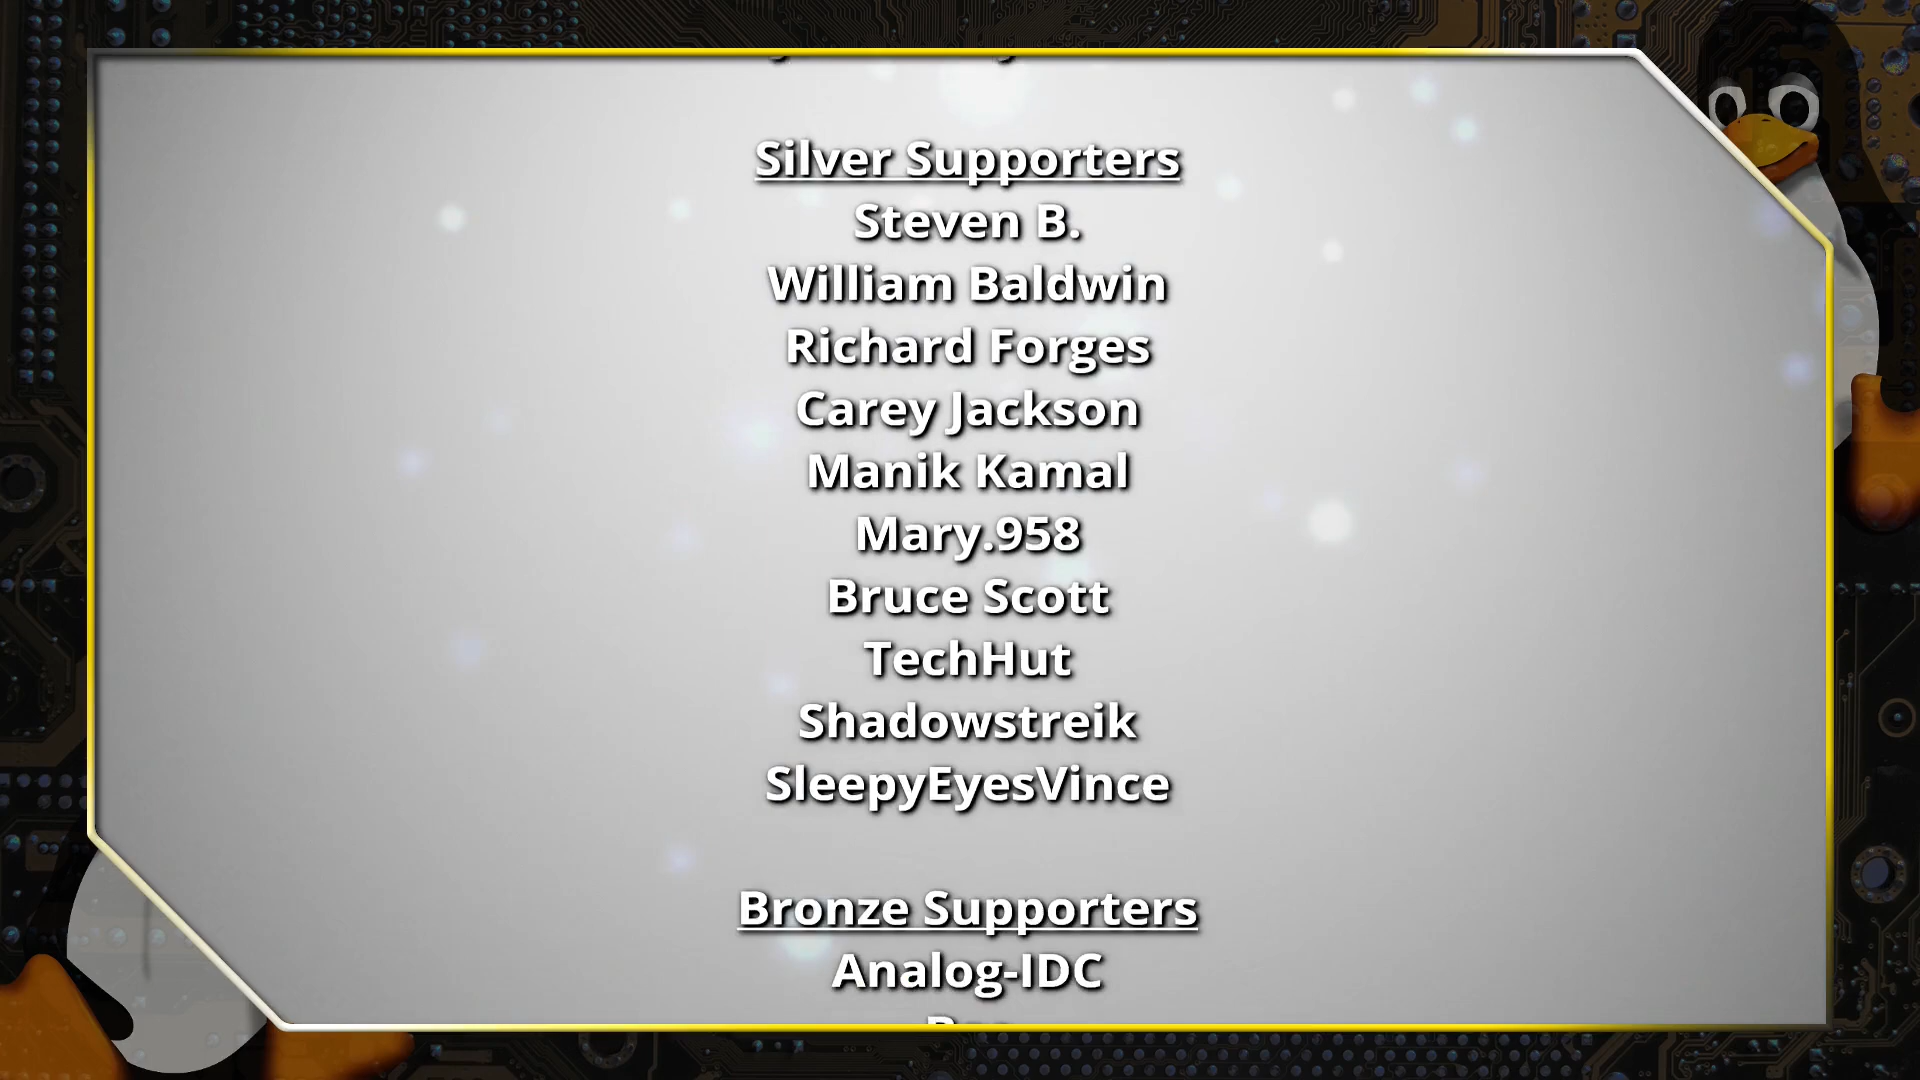 Silver Supporters
Steven B.
William Baldwin
Richard Forges
Carey Jackson
Manik Kamal
Mary.958
Bruce Scott
TechHut
Shadowstreik
SleepyEyesVince
Bronze Supporters
Analog-IDC